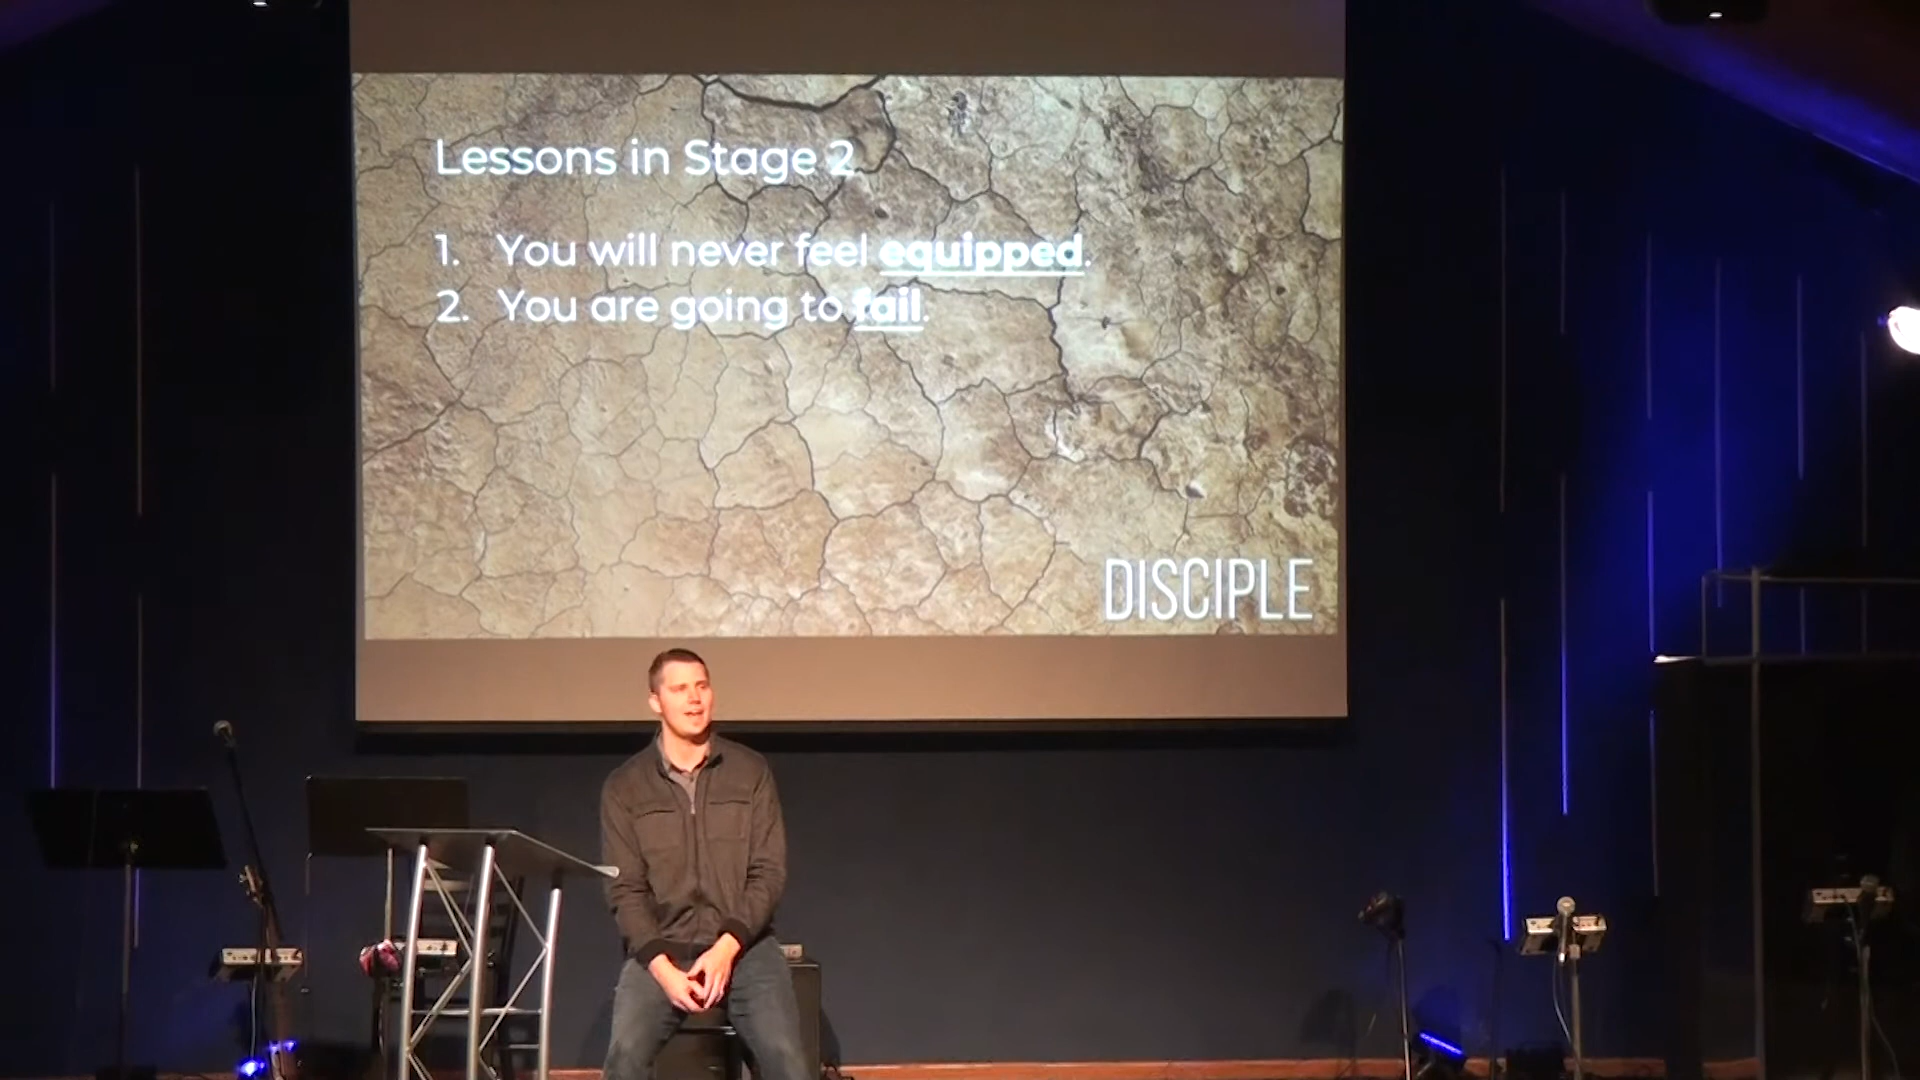 Lessons in Stage 2
1. You will never feel equipped.
2. You are going to fail.
DISCIPLE